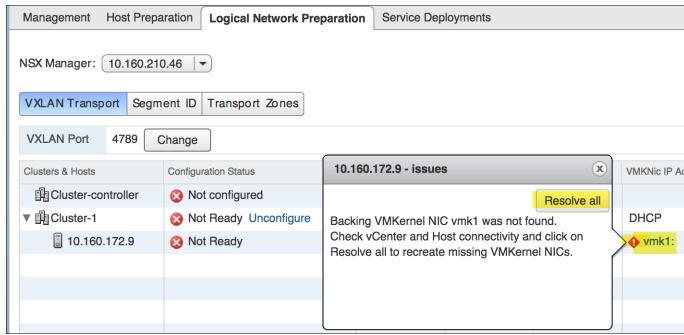 Management Host Preparation Logical Network Preparation Service Deployments
NSX Manager: 10.160.210.46
VXLAN Transport Segment ID Transport Zones
VXLAN Port 4789 Change
Clusters & Hosts Configuration Status VMKNic IP Ad
Cluster-controller Not configured
Cluster-1 Not Ready Unconfigure DHCP
10.160.172.9 Not Ready vmk1:
10.160.172.9 - issues
Resolve all
Backing VMKernel NIC vmk1 was not found.
Check vCenter and Host connectivity and click on
Resolve all to recreate missing VMKernel NICs.